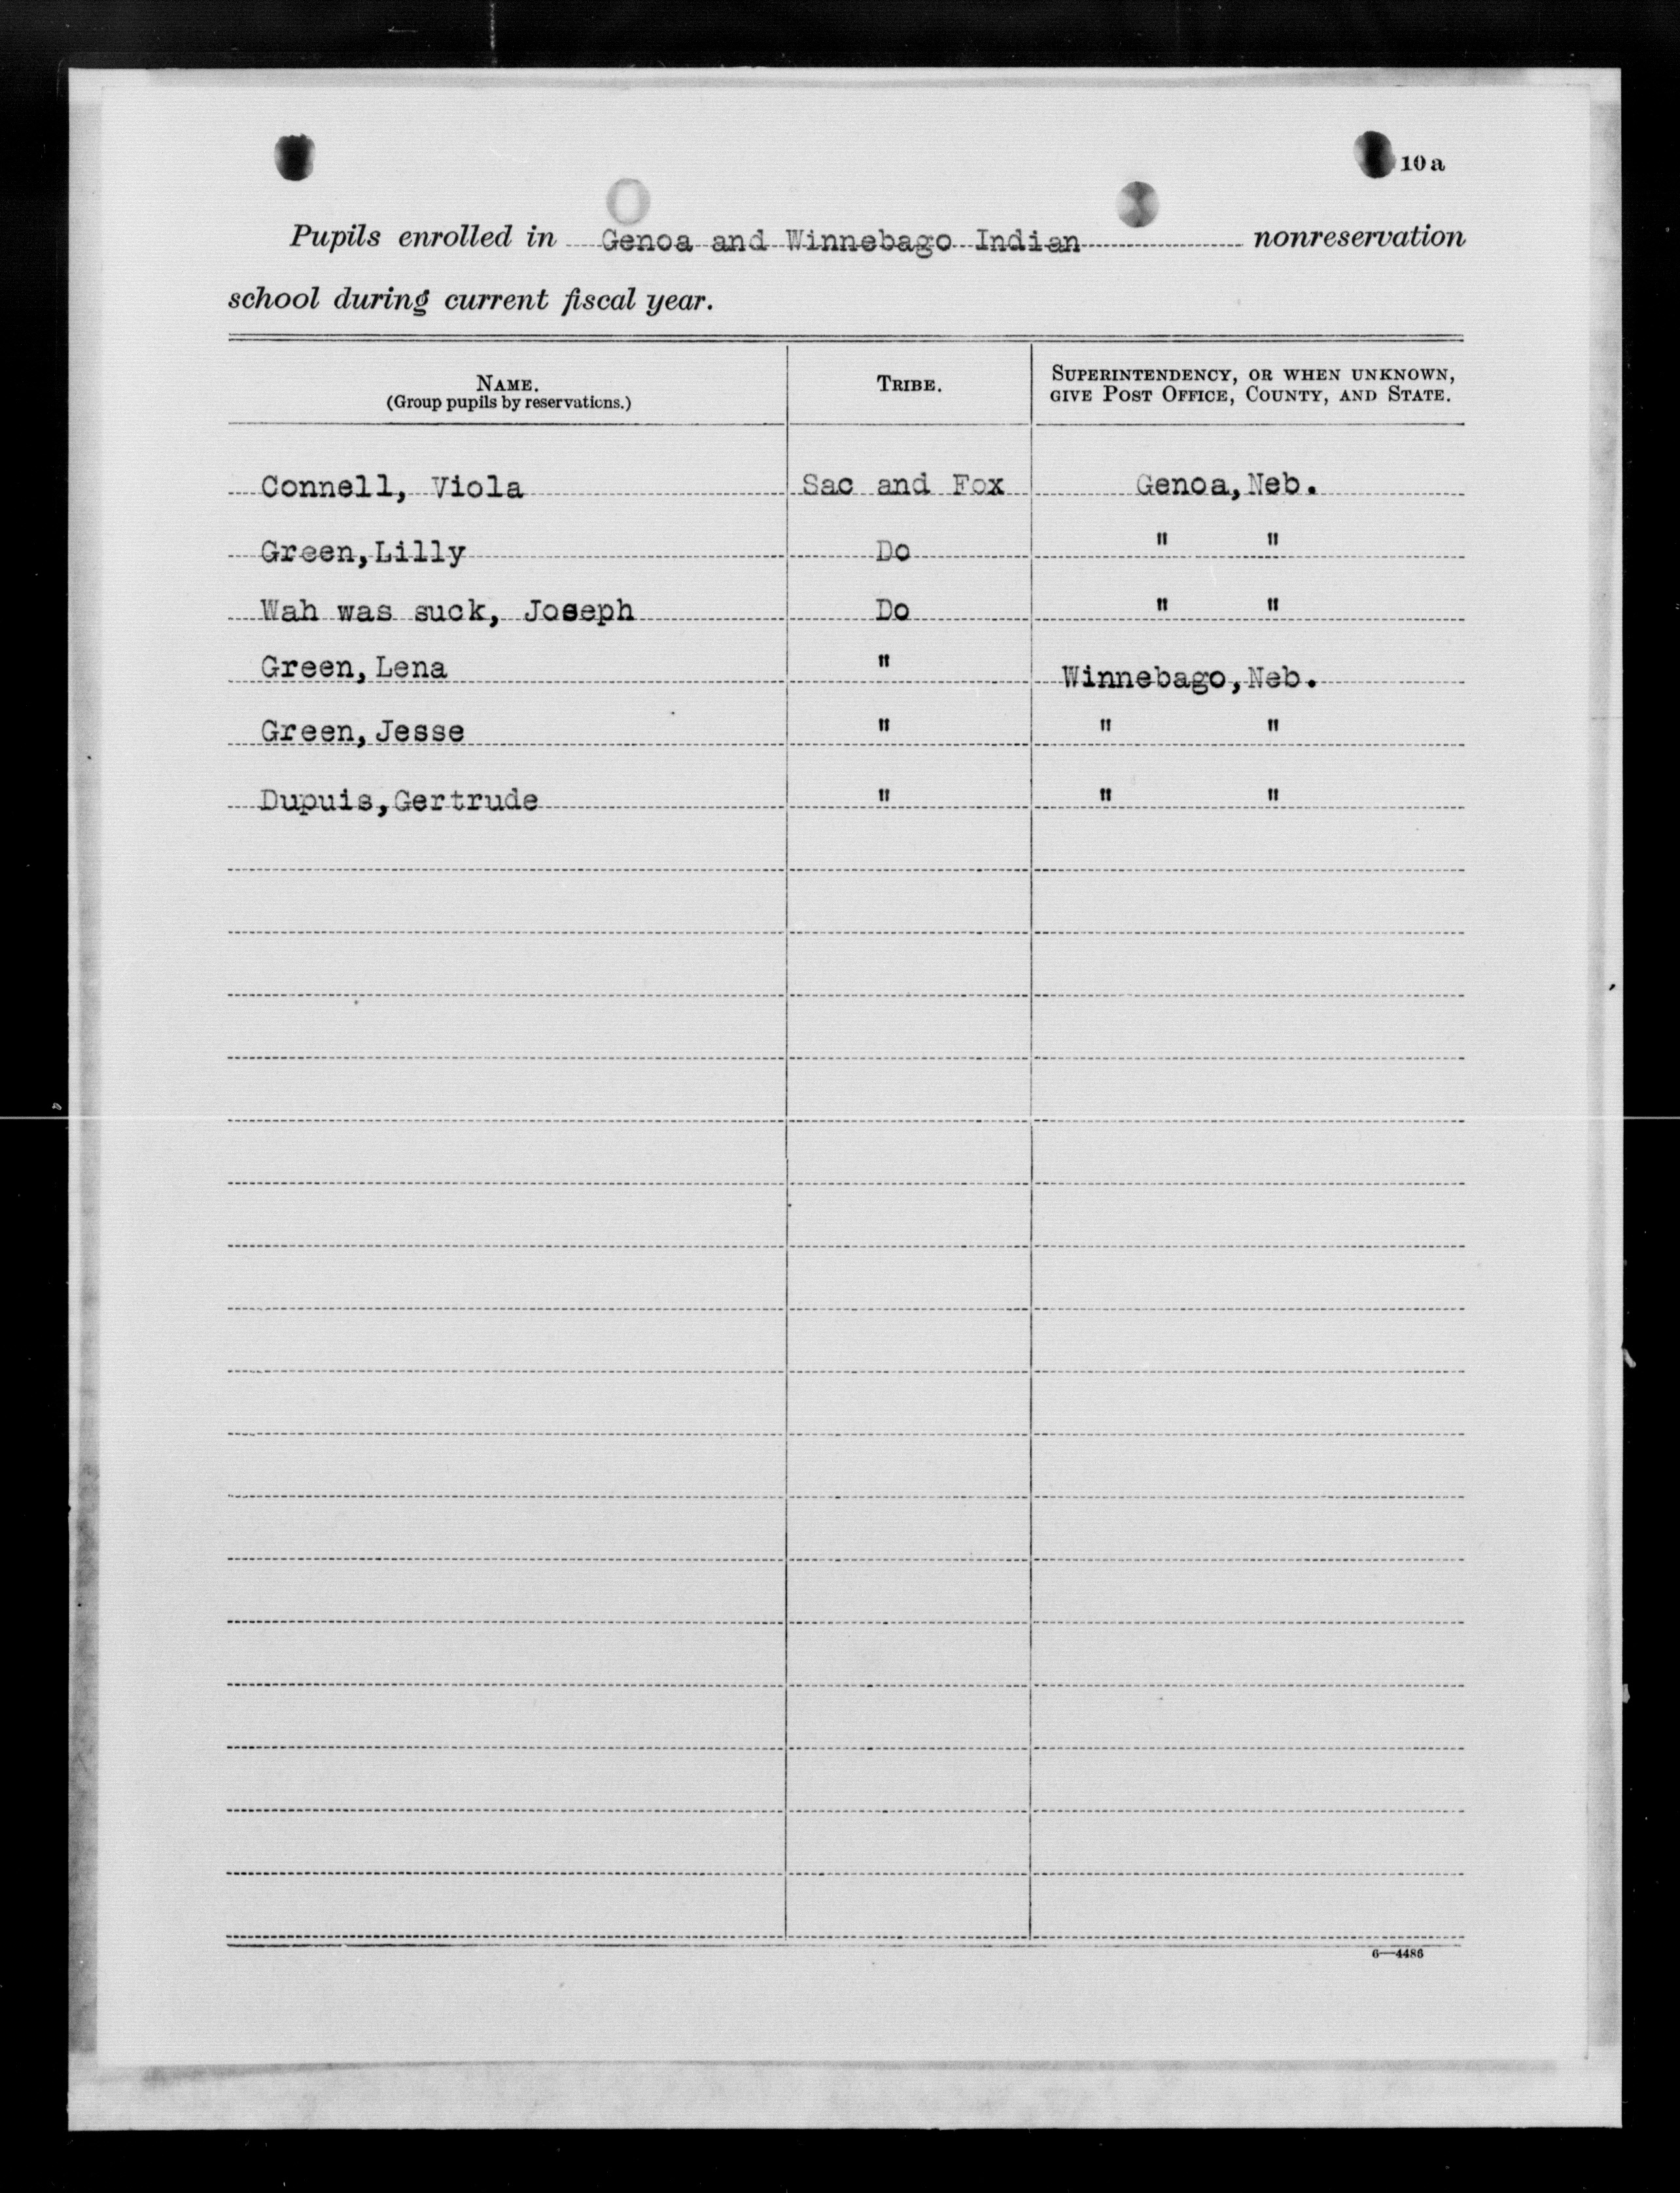 10a
Pupils enrolled in Genoa and Winnebago Indian nonreservation
school during current fiscal year.
NAME. TRIBE. SUPERINTENDENCY, OR WHEN UNKNOWN,
(Group pupils by reservations.) GIVE POST OFFICE, COUNTY, AND STATE.
Connell, Viola Sac and Fox Genoa, Neb.
Green, Lilly Do " "
Wah was suck, Joseph Do " "
Green, Lena " Winnebago, Neb.
Green, Jesse " " "
Dupuis, Gertrude " " "
6—4486